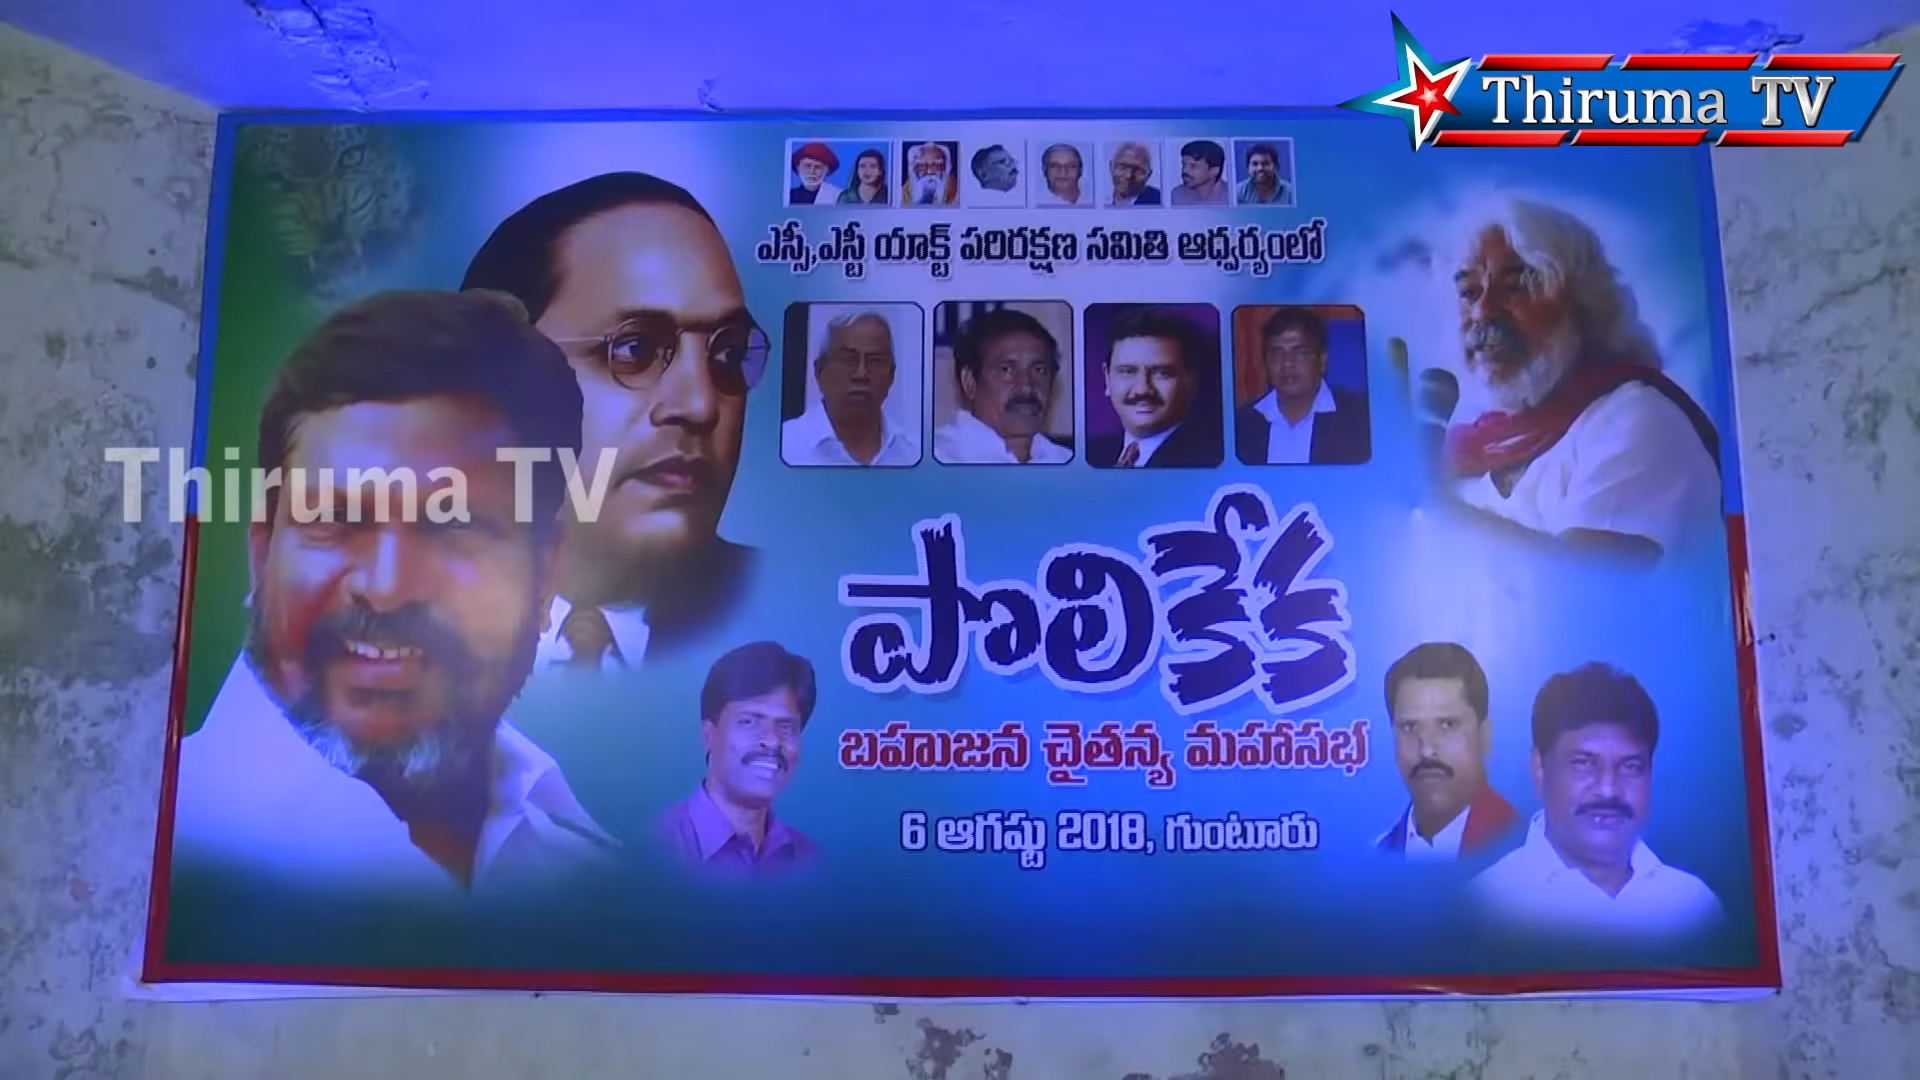 Thiruma TV
ఎస్సీ,ఎస్టీ యాక్ట్ పరిరక్షణ సమితి ఆధ్వర్యంలో
Thiruma TV
పొలికేక
బహుజన చైతన్య మహాసభ
6 ఆగష్టు 2018, గుంటూరు